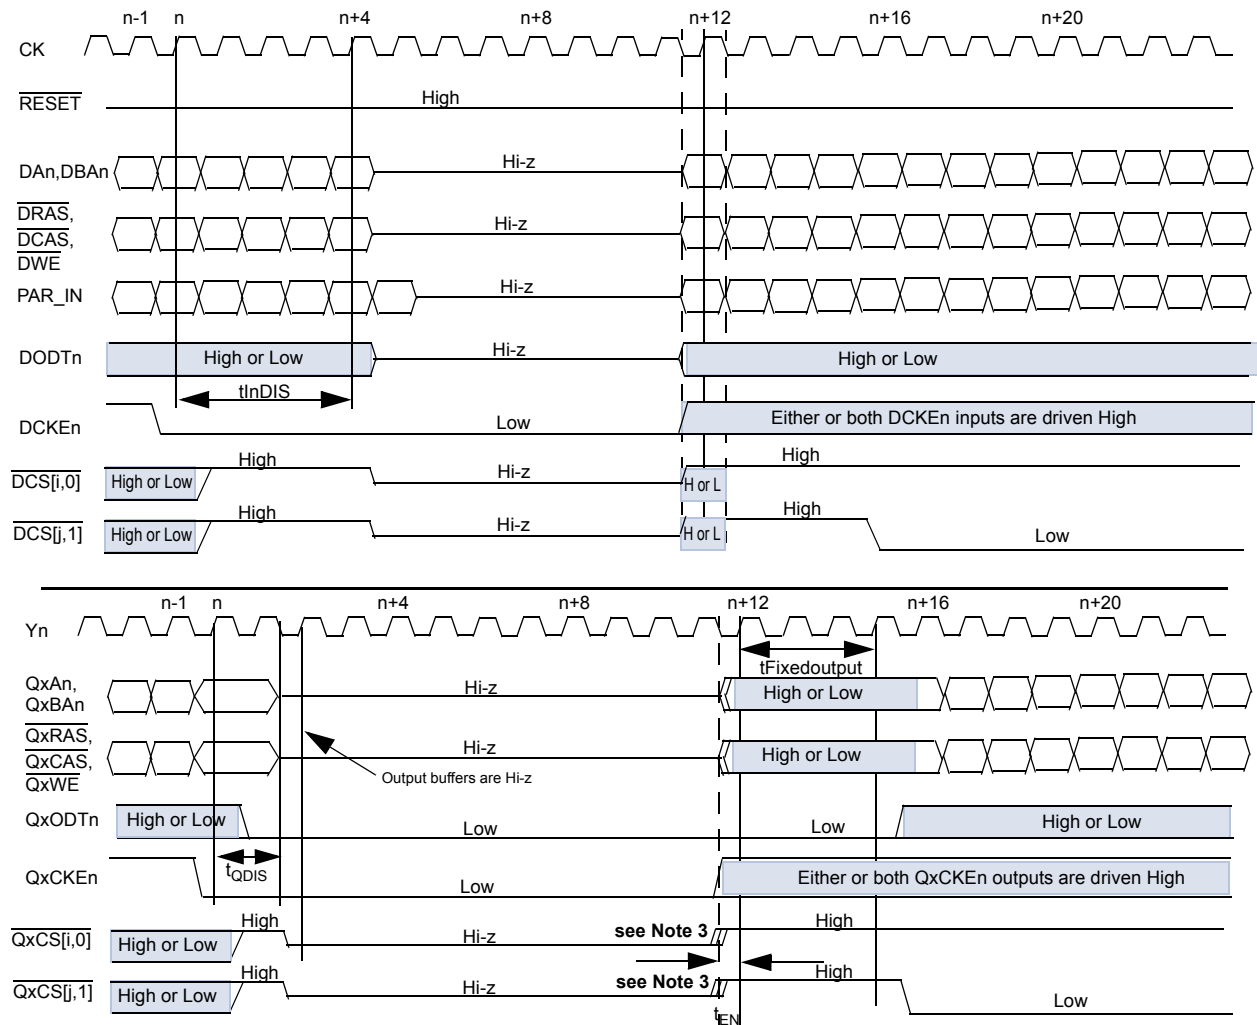 n-1 n n+4 n+8 n+12 n+16 n+20
CK
RESET High
DAn,DBAn Hi-z
DRAS,
DCAS, Hi-z
DWE
PAR_IN Hi-z
DODTn High or Low Hi-z High or Low
tInDIS
DCKEn Low Either or both DCKEn inputs are driven High
DCS[i,0] High or Low High Hi-z H or L High
DCS[j,1] High or Low High Hi-z H or L High Low
n-1 n n+4 n+8 n+12 n+16 n+20
Yn
tFixedoutput
QxAn,
QxBAn Hi-z High or Low
QxRAS,
QxCAS, Hi-z High or Low
QxWE
Output buffers are Hi-z
QxODTn High or Low Low Low High or Low
tQDIS
QxCKEn Low Either or both QxCKEn outputs are driven High
QxCS[i,0] High or Low High Hi-z see Note 3 High
QxCS[j,1] High or Low High Hi-z see Note 3 High Low
tEN